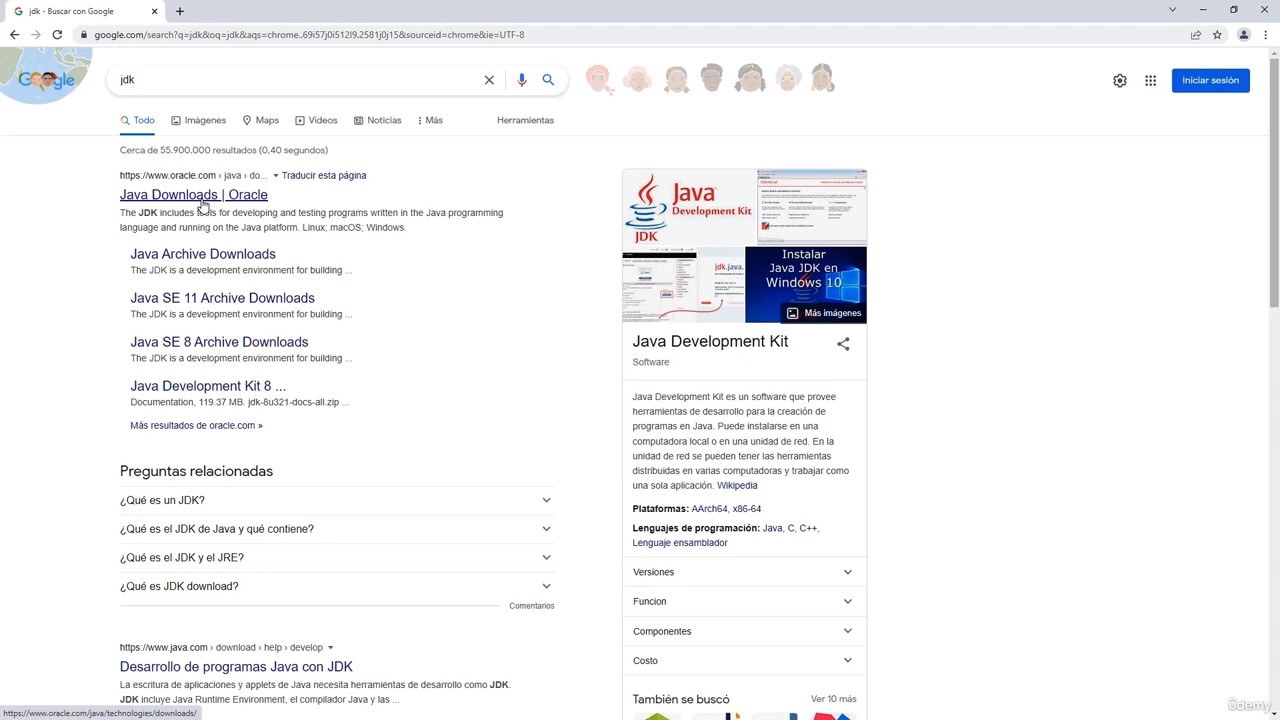 jdk - Buscar con Google
google.com/search?q=jdk&oq=jdk&aqs=chrome..69i57j0i512l9.2581j0j15&sourceid=chrome&ie=UTF-8
Google
jdk
Iniciar sesión
Todo
Imágenes
Maps
Vídeos
Noticias
Más
Herramientas
Cerca de 55.900.000 resultados (0,40 segundos)
https://www.oracle.com › java › do... Traducir esta página
Downloads | Oracle
JDK includes for developing and testing programs written in the Java programming
language and running on the Java platform. Linux, macOS, Windows.
Java Archive Downloads
The JDK is a development environment for building ...
Java SE 11 Archive Downloads
The JDK is a development environment for building ...
Java SE 8 Archive Downloads
The JDK is a development environment for building ...
Java Development Kit 8 ...
Documentation, 119.37 MB. jdk-8u321-docs-all.zip ...
Más resultados de oracle.com »
Preguntas relacionadas
¿Qué es un JDK?
¿Qué es el JDK de Java y qué contiene?
¿Qué es el JDK y el JRE?
¿Qué es JDK download?
Comentarios
https://www.java.com › download › help › develop
Desarrollo de programas Java con JDK
La escritura de aplicaciones y applets de Java necesita herramientas de desarrollo como JDK.
JDK incluye Java Runtime Environment, el compilador Java y las ...
https://www.oracle.com/java/technologies/downloads/
Java
Development Kit
JDK
jdk.java.
Instalar
Java JDK en
Windows 10
Más imágenes
Java Development Kit
Software
Java Development Kit es un software que provee
herramientas de desarrollo para la creación de
programas en Java. Puede instalarse en una
computadora local o en una unidad de red. En la
unidad de red se pueden tener las herramientas
distribuidas en varias computadoras y trabajar como
una sola aplicación. Wikipedia
Plataformas: AArch64, x86-64
Lenguajes de programación: Java, C, C++,
Lenguaje ensamblador
Versiones
Funcion
Componentes
Costo
También se buscó
Ver 10 más
ûdemy